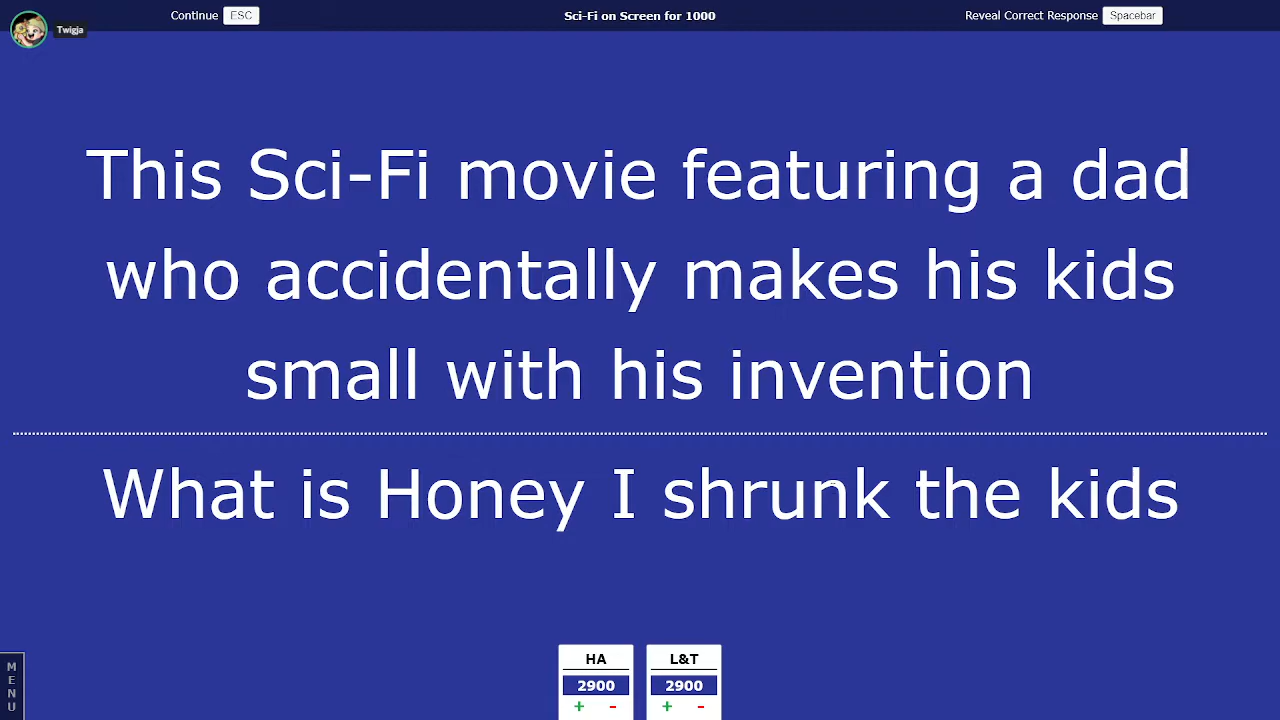 Continue ESC
Sci-Fi on Screen for 1000
Reveal Correct Response Spacebar
Twigja
This Sci-Fi movie featuring a dad
who accidentally makes his kids
small with his invention
What is Honey I shrunk the kids
MENU
HA
2900
+ -
L&T
2900
+ -